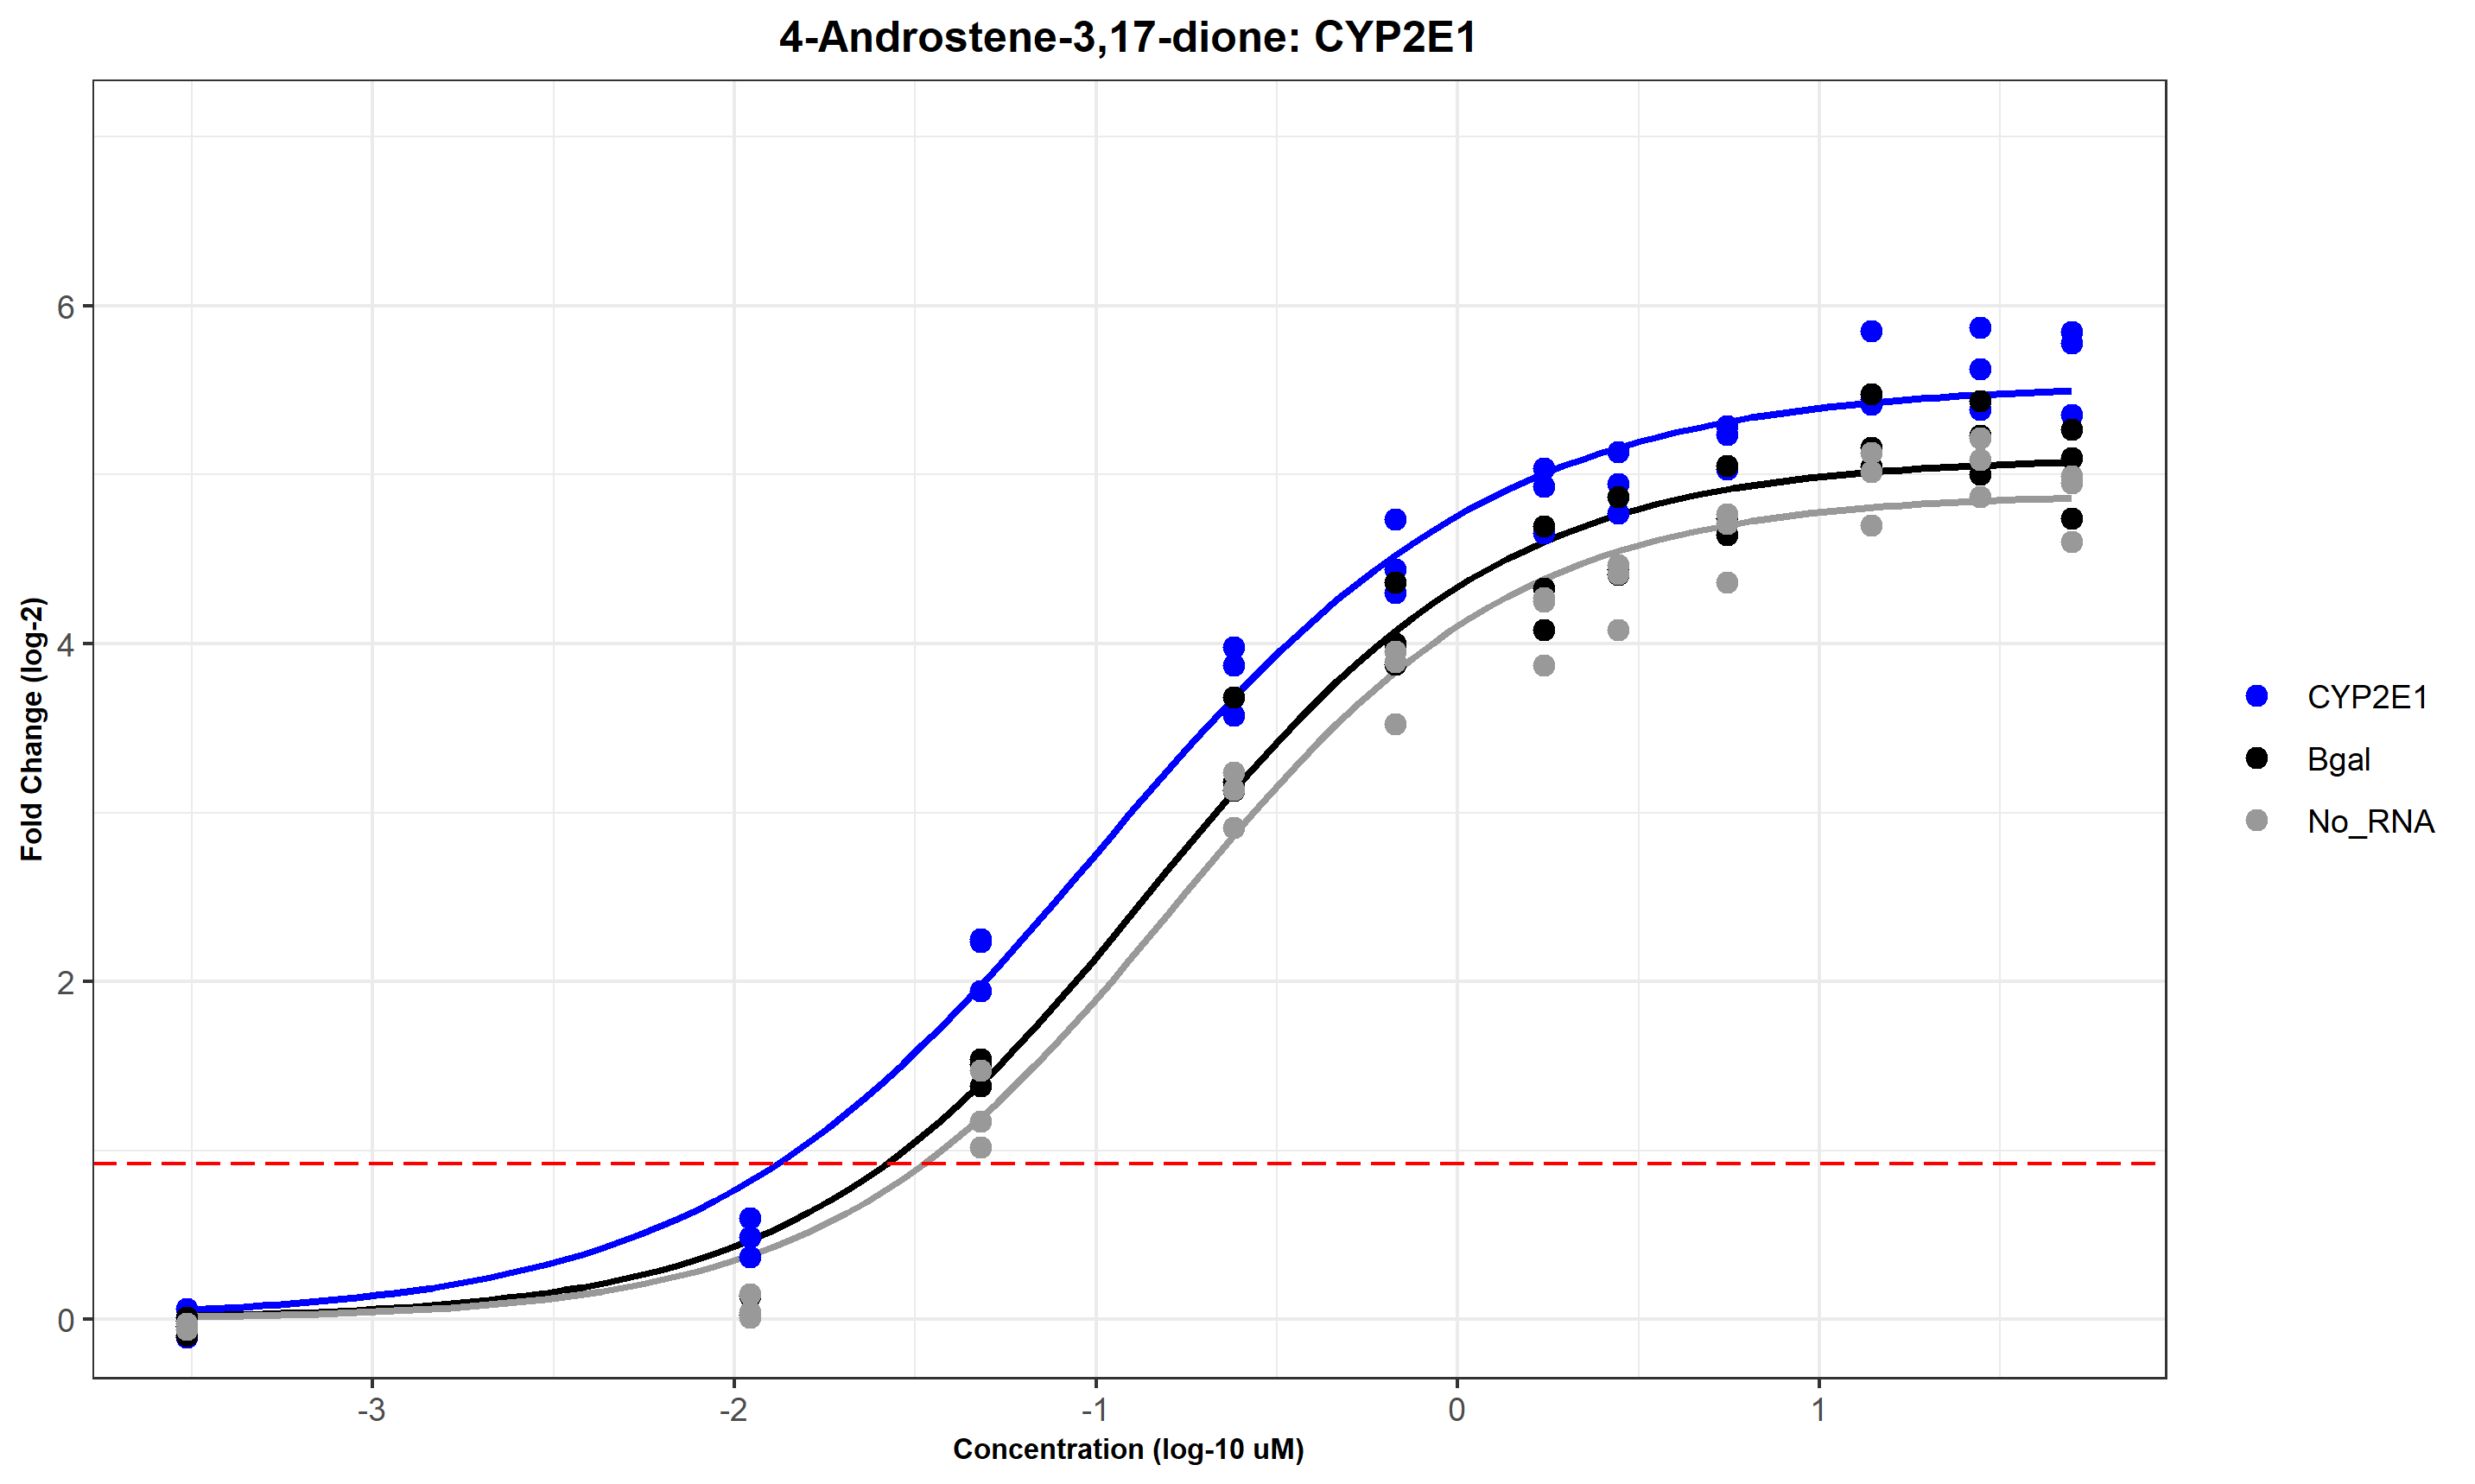 4-Androstene-3,17-dione: CYP2E1
Fold Change (log-2)
6
4
2
0
-3
-2
-1
0
1
Concentration (log-10 uM)
CYP2E1
Bgal
No_RNA